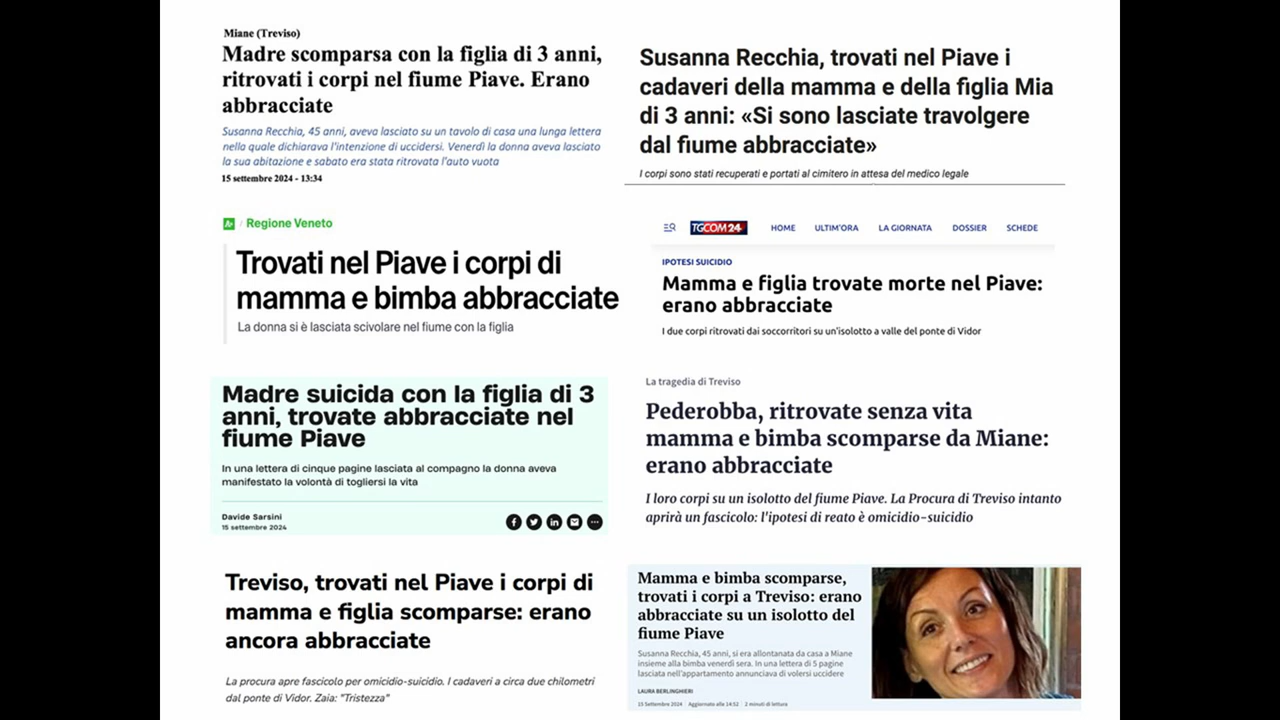 Miane (Treviso)
Madre scomparsa con la figlia di 3 anni,
ritrovati i corpi nel fiume Piave. Erano
abbracciate
Susanna Recchia, 45 anni, aveva lasciato su un tavolo di casa una lunga lettera
nella quale dichiarava l'intenzione di uccidersi. Venerdì la donna aveva lasciato
la sua abitazione e sabato era stata ritrovata l'auto vuota
15 settembre 2024 - 13:34
Susanna Recchia, trovati nel Piave i
cadaveri della mamma e della figlia Mia
di 3 anni: «Si sono lasciate travolgere
dal fiume abbracciate»
I corpi sono stati recuperati e portati al cimitero in attesa del medico legale
A+ / Regione Veneto
Trovati nel Piave i corpi di
mamma e bimba abbracciate
La donna si è lasciata scivolare nel fiume con la figlia
TGCOM24 HOME ULTIM'ORA LA GIORNATA DOSSIER SCHEDE
IPOTESI SUICIDIO
Mamma e figlia trovate morte nel Piave:
erano abbracciate
I due corpi ritrovati dai soccorritori su un'isolotto a valle del ponte di Vidor
Madre suicida con la figlia di 3
anni, trovate abbracciate nel
fiume Piave
In una lettera di cinque pagine lasciata al compagno la donna aveva
manifestato la volontà di togliersi la vita
Davide Sarsini
15 settembre 2024
La tragedia di Treviso
Pederobba, ritrovate senza vita
mamma e bimba scomparse da Miane:
erano abbracciate
I loro corpi su un isolotto del fiume Piave. La Procura di Treviso intanto
aprirà un fascicolo: l'ipotesi di reato è omicidio-suicidio
Treviso, trovati nel Piave i corpi di
mamma e figlia scomparse: erano
ancora abbracciate
La procura apre fascicolo per omicidio-suicidio. I cadaveri a circa due chilometri
dal ponte di Vidor. Zaia: "Tristezza"
Mamma e bimba scomparse,
trovati i corpi a Treviso: erano
abbracciate su un isolotto del
fiume Piave
Susanna Recchia, 45 anni, si era allontanata da casa a Miane
insieme alla bimba venerdì sera. In una lettera di 5 pagine
lasciata nell'appartamento annunciava di volersi uccidere
LAURA BERLINGHIERI
15 Settembre 2024 | Aggiornato alle 14:52 | 2 minuti di lettura